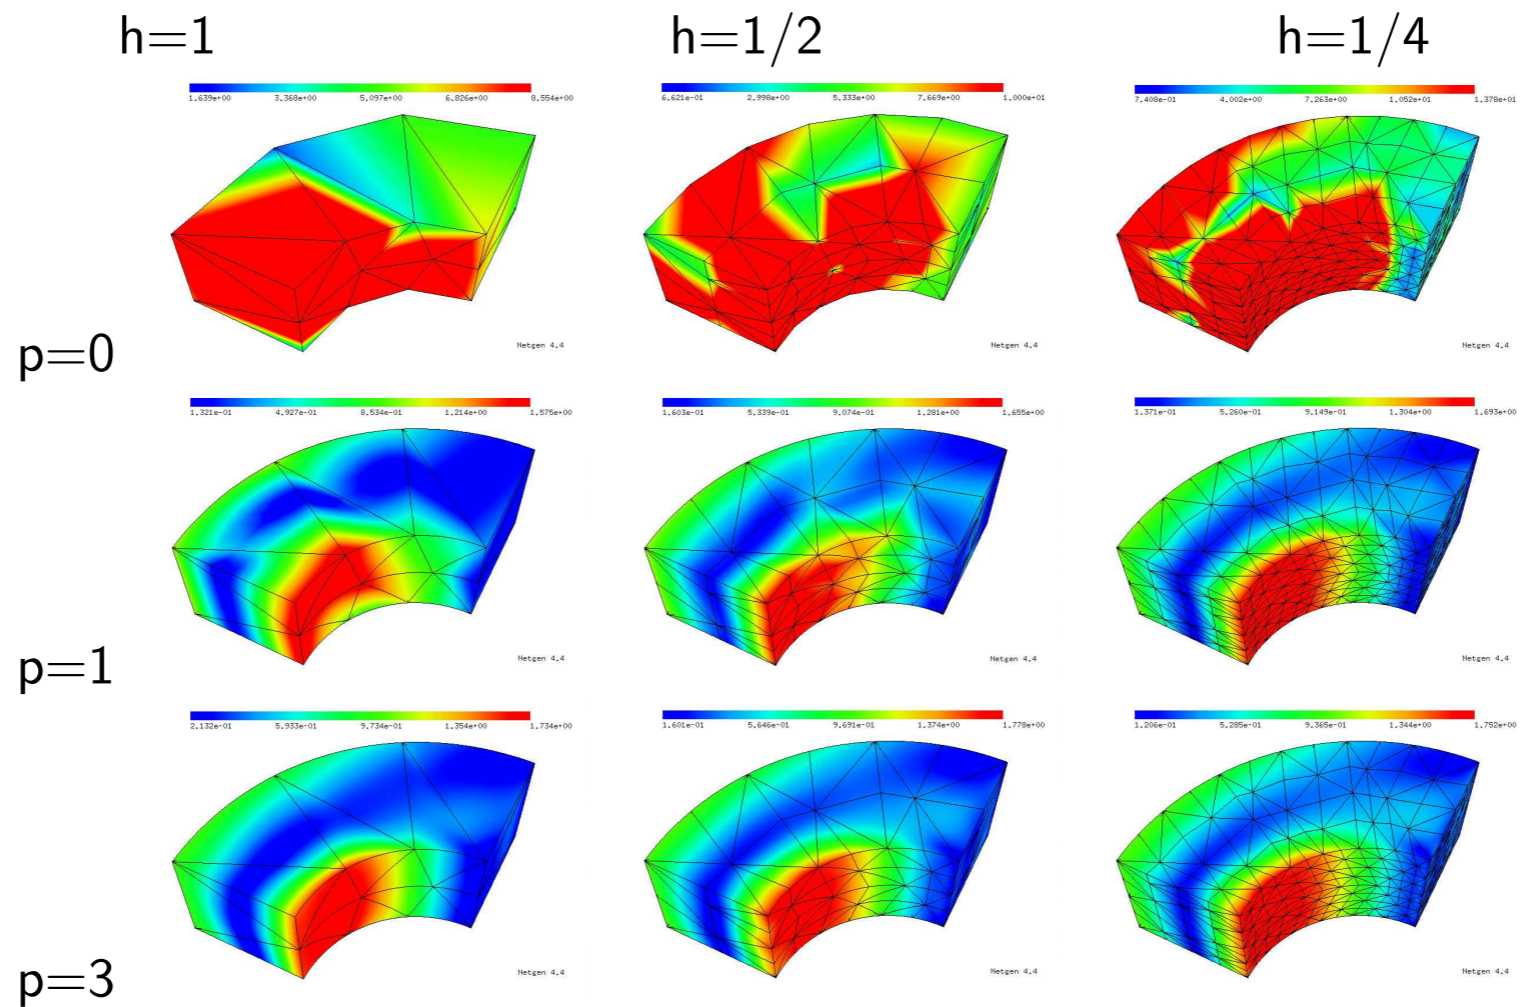 h=1
h=1/2
h=1/4
1.639e+00 3.368e+00 5.097e+00 6.826e+00 8.554e+00
6.621e-01 2.998e+00 5.333e+00 7.669e+00 1.000e+01
7.408e-01 4.002e+00 7.263e+00 1.052e+01 1.378e+01
Netgen 4.4
Netgen 4.4
Netgen 4.4
p=0
1.321e-01 4.927e-01 8.534e-01 1.214e+00 1.575e+00
1.603e-01 5.339e-01 9.074e-01 1.281e+00 1.655e+00
1.371e-01 5.260e-01 9.149e-01 1.304e+00 1.693e+00
Netgen 4.4
Netgen 4.4
Netgen 4.4
p=1
2.132e-01 5.933e-01 9.734e-01 1.354e+00 1.734e+00
1.601e-01 5.646e-01 9.691e-01 1.374e+00 1.778e+00
1.206e-01 5.285e-01 9.365e-01 1.344e+00 1.752e+00
Netgen 4.4
Netgen 4.4
Netgen 4.4
p=3